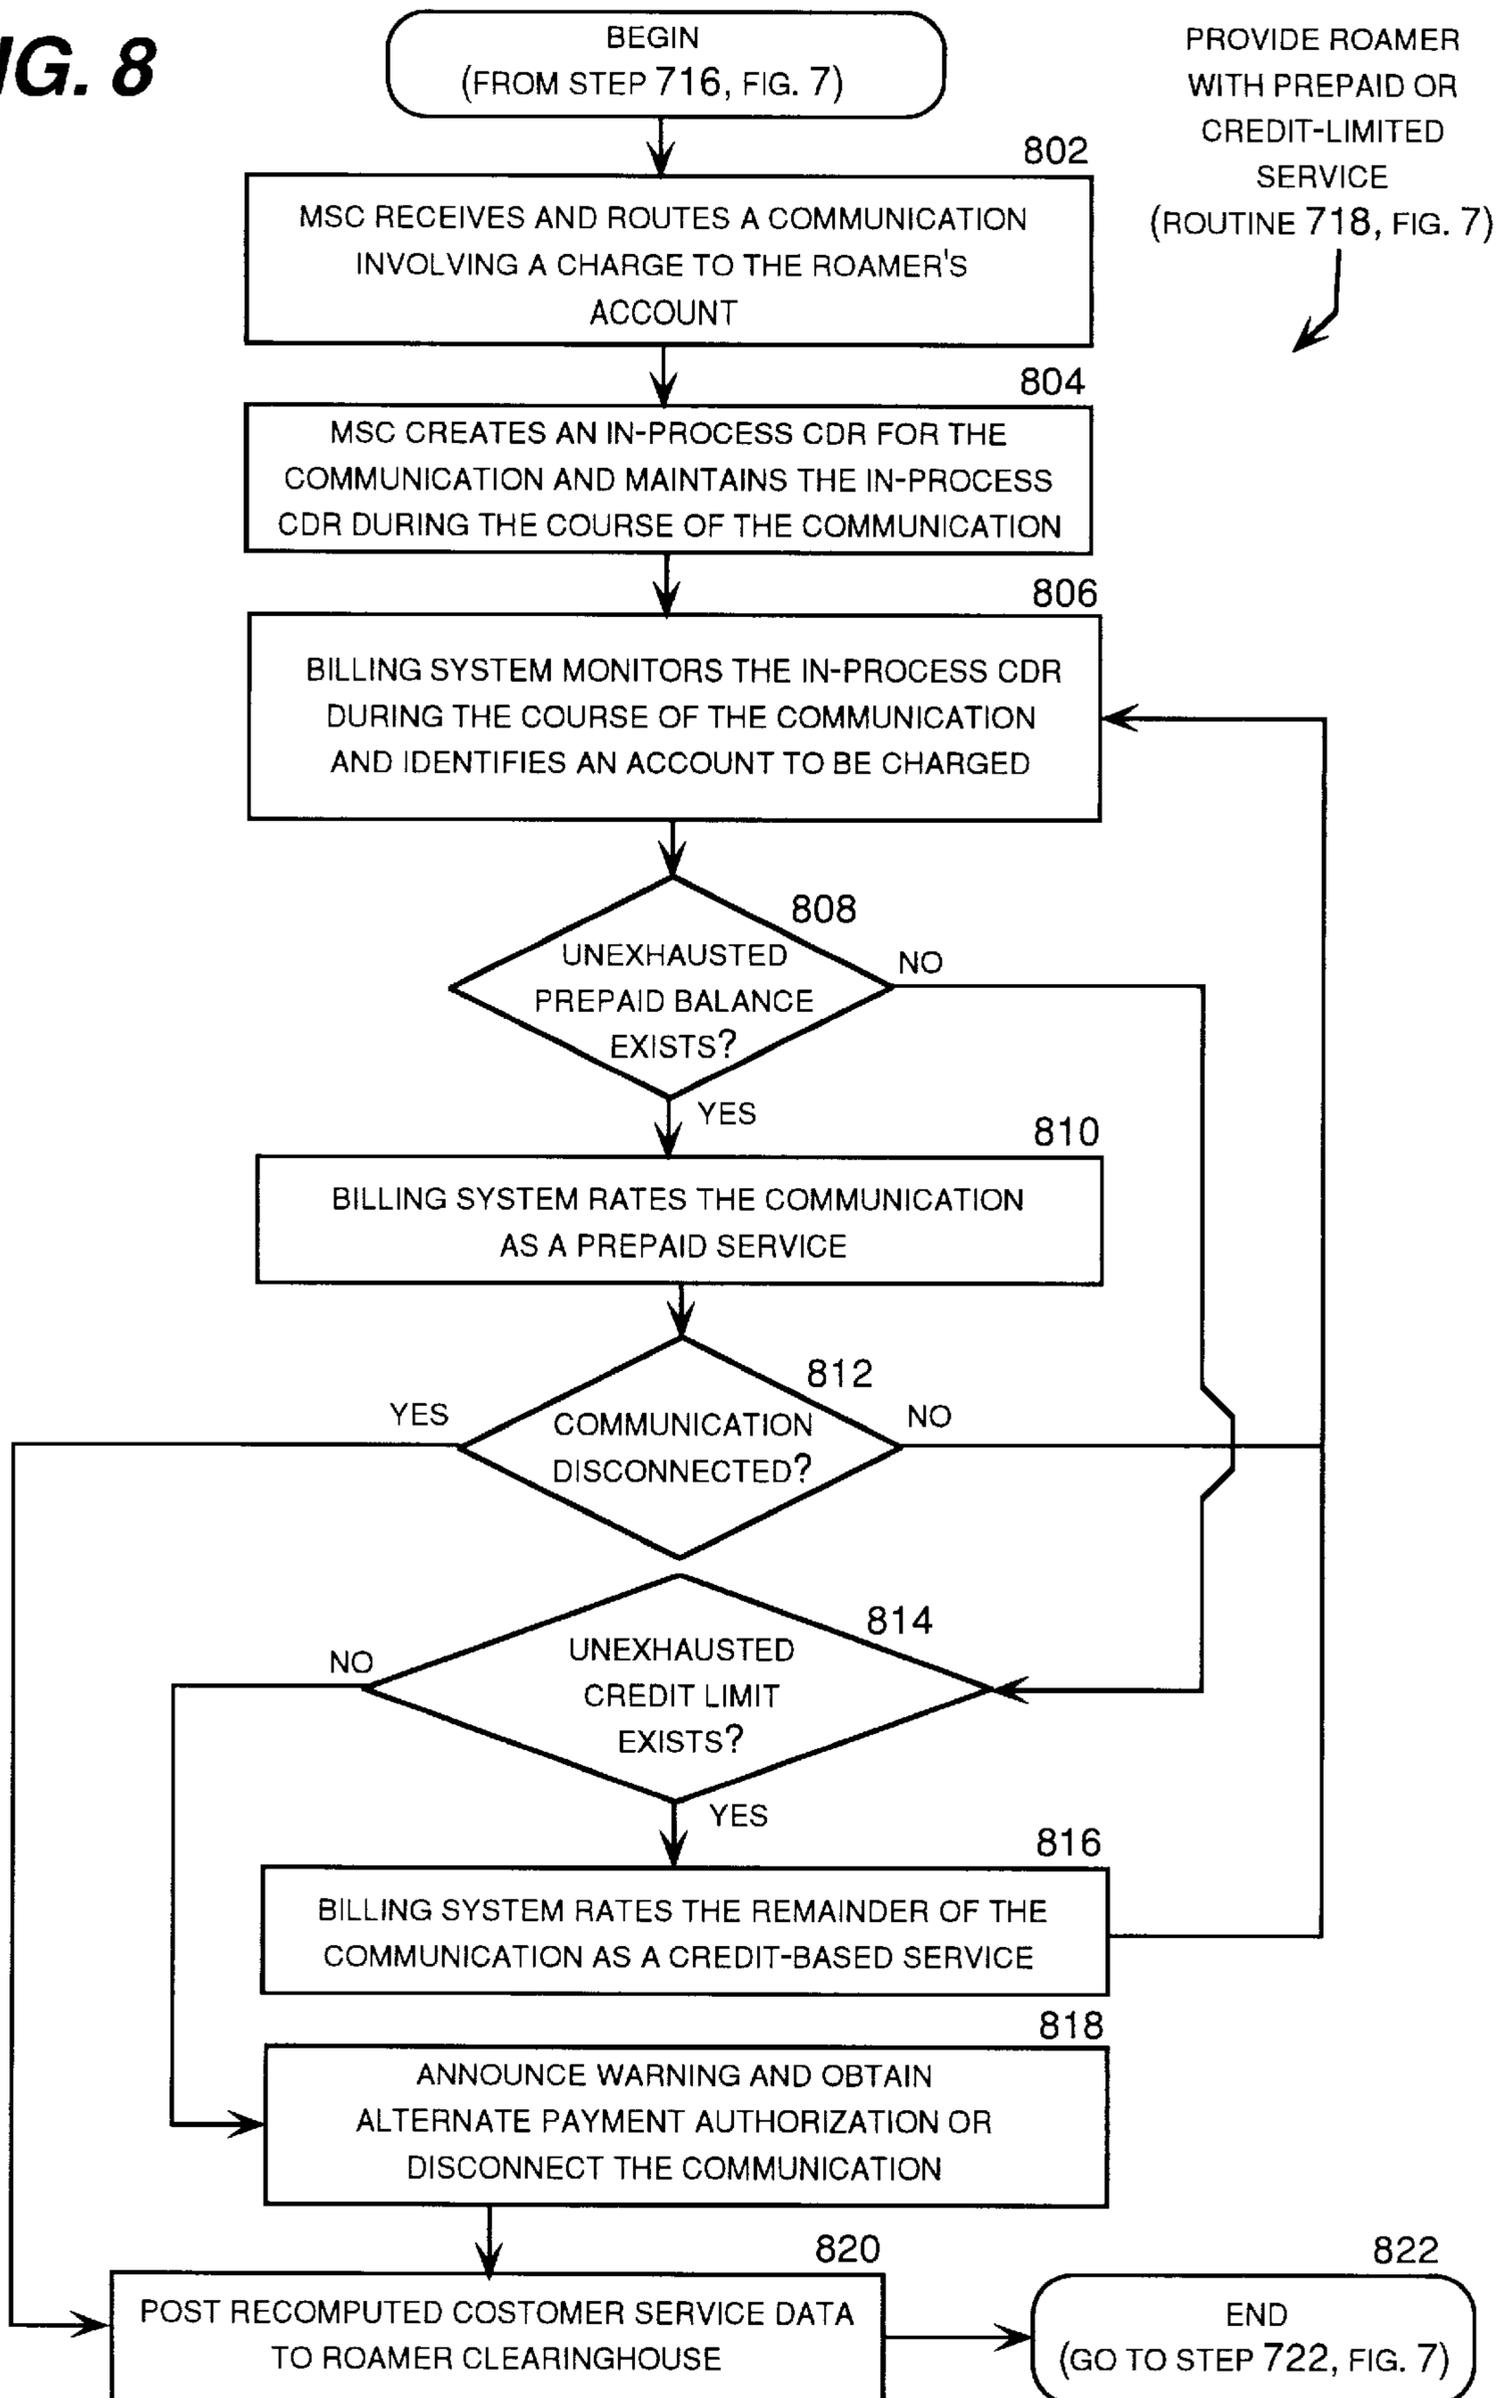 IG. 8
BEGIN
(FROM STEP 716, FIG. 7)
PROVIDE ROAMER
WITH PREPAID OR
CREDIT-LIMITED
SERVICE
(ROUTINE 718, FIG. 7)
802
MSC RECEIVES AND ROUTES A COMMUNICATION
INVOLVING A CHARGE TO THE ROAMER'S
ACCOUNT
804
MSC CREATES AN IN-PROCESS CDR FOR THE
COMMUNICATION AND MAINTAINS THE IN-PROCESS
CDR DURING THE COURSE OF THE COMMUNICATION
806
BILLING SYSTEM MONITORS THE IN-PROCESS CDR
DURING THE COURSE OF THE COMMUNICATION
AND IDENTIFIES AN ACCOUNT TO BE CHARGED
808
UNEXHAUSTED
PREPAID BALANCE
EXISTS?
NO
YES
810
BILLING SYSTEM RATES THE COMMUNICATION
AS A PREPAID SERVICE
812
COMMUNICATION
DISCONNECTED?
YES
NO
814
UNEXHAUSTED
CREDIT LIMIT
EXISTS?
NO
YES
816
BILLING SYSTEM RATES THE REMAINDER OF THE
COMMUNICATION AS A CREDIT-BASED SERVICE
818
ANNOUNCE WARNING AND OBTAIN
ALTERNATE PAYMENT AUTHORIZATION OR
DISCONNECT THE COMMUNICATION
820
POST RECOMPUTED COSTOMER SERVICE DATA
TO ROAMER CLEARINGHOUSE
822
END
(GO TO STEP 722, FIG. 7)